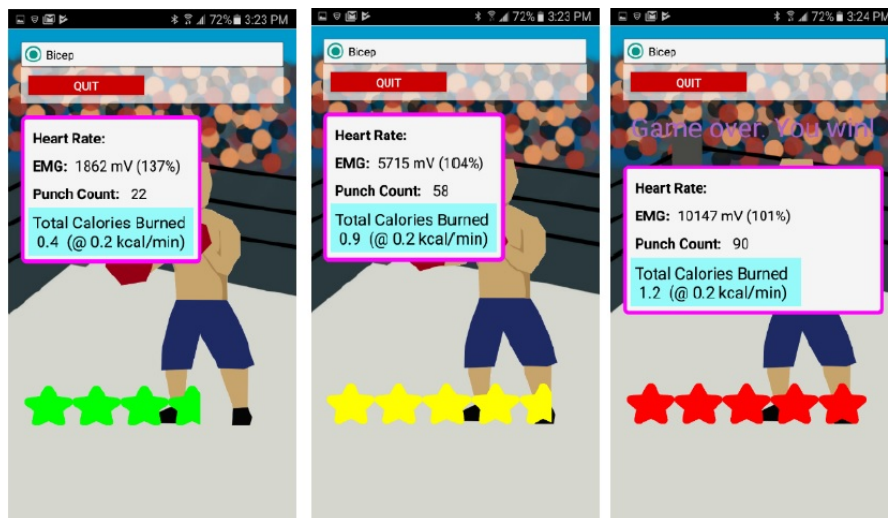 72% 3:23 PM
Bicep
QUIT
Heart Rate:
EMG: 1862 mV (137%)
Punch Count: 22
Total Calories Burned
0.4 (@ 0.2 kcal/min)
72% 3:23 PM
Bicep
QUIT
Heart Rate:
EMG: 5715 mV (104%)
Punch Count: 58
Total Calories Burned
0.9 (@ 0.2 kcal/min)
72% 3:24 PM
Bicep
QUIT
Game over. You win!
Heart Rate:
EMG: 10147 mV (101%)
Punch Count: 90
Total Calories Burned
1.2 (@ 0.2 kcal/min)